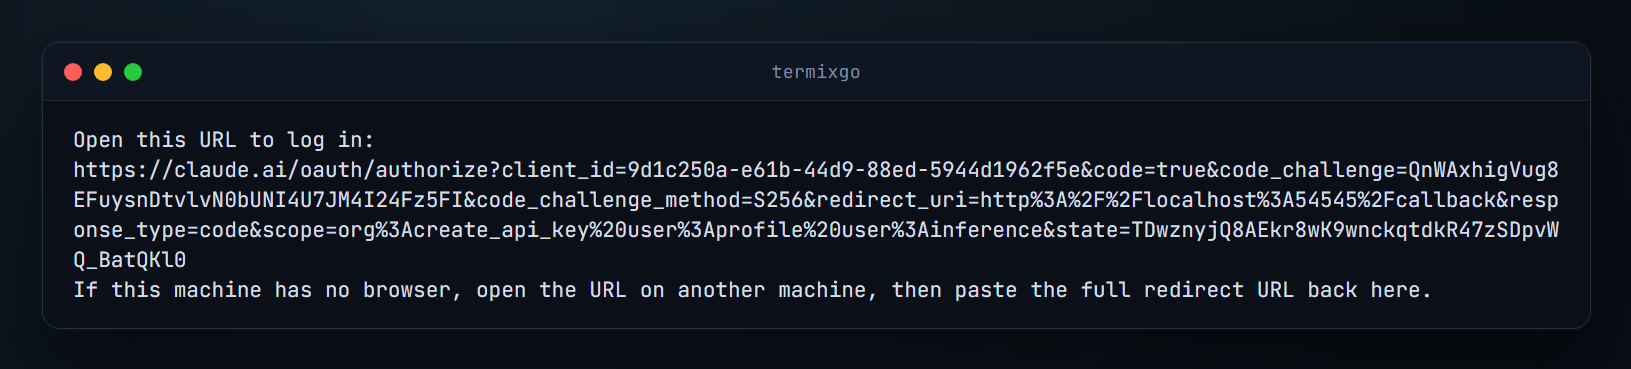 termixgo
Open this URL to log in:
https://claude.ai/oauth/authorize?client_id=9d1c250a-e61b-44d9-88ed-5944d1962f5e&code=true&code_challenge=QnWAxhigVug8
EFuysnDtvlvN0bUNI4U7JM4I24Fz5FI&code_challenge_method=S256&redirect_uri=http%3A%2F%2Flocalhost%3A54545%2Fcallback&resp
onse_type=code&scope=org%3Acreate_api_key%20user%3Aprofile%20user%3Ainference&state=TDwznyjQ8AEkr8wK9wnckqtdkR47zSDpvW
Q_BatQKl0
If this machine has no browser, open the URL on another machine, then paste the full redirect URL back here.